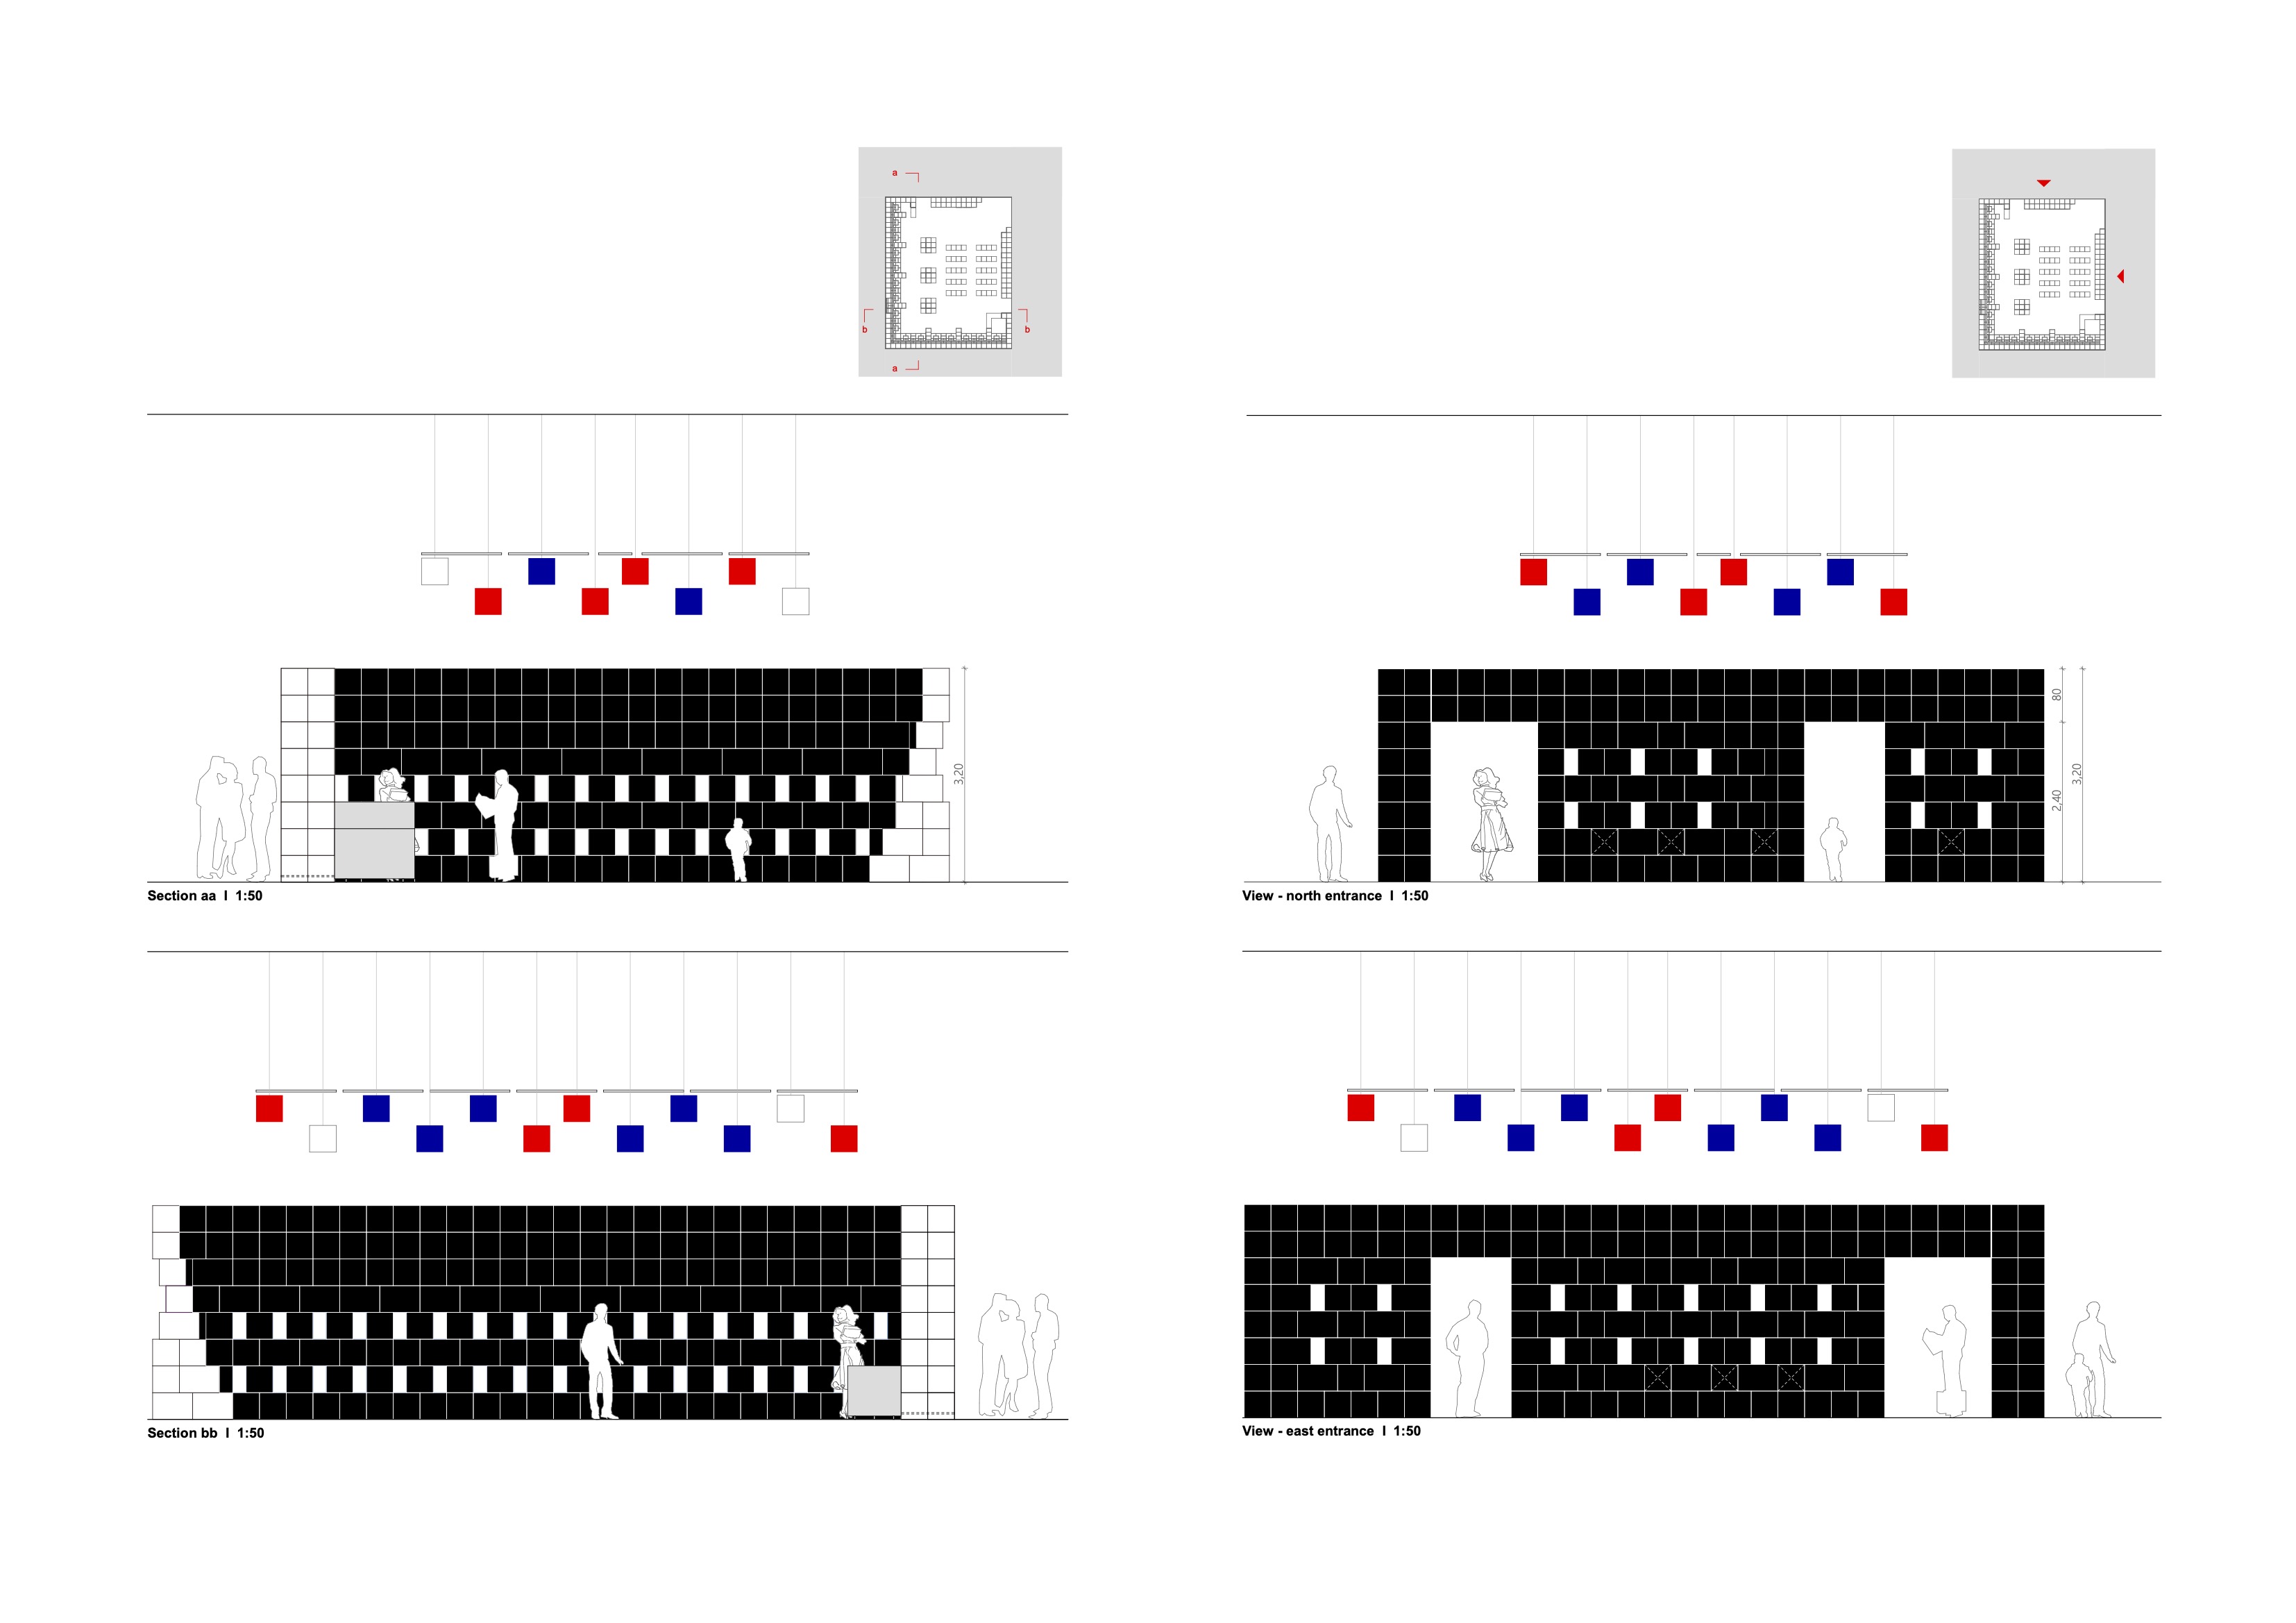 a
b
b
a
3,20
Section aa I 1:50
80
2,40
3,20
View - north entrance I 1:50
Section bb I 1:50
View - east entrance I 1:50